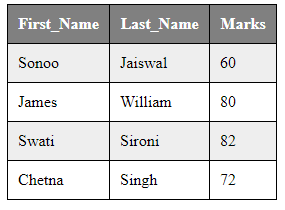 First_Name Last_Name Marks
Sonoo Jaiswal 60
James William 80
Swati Sironi 82
Chetna Singh 72